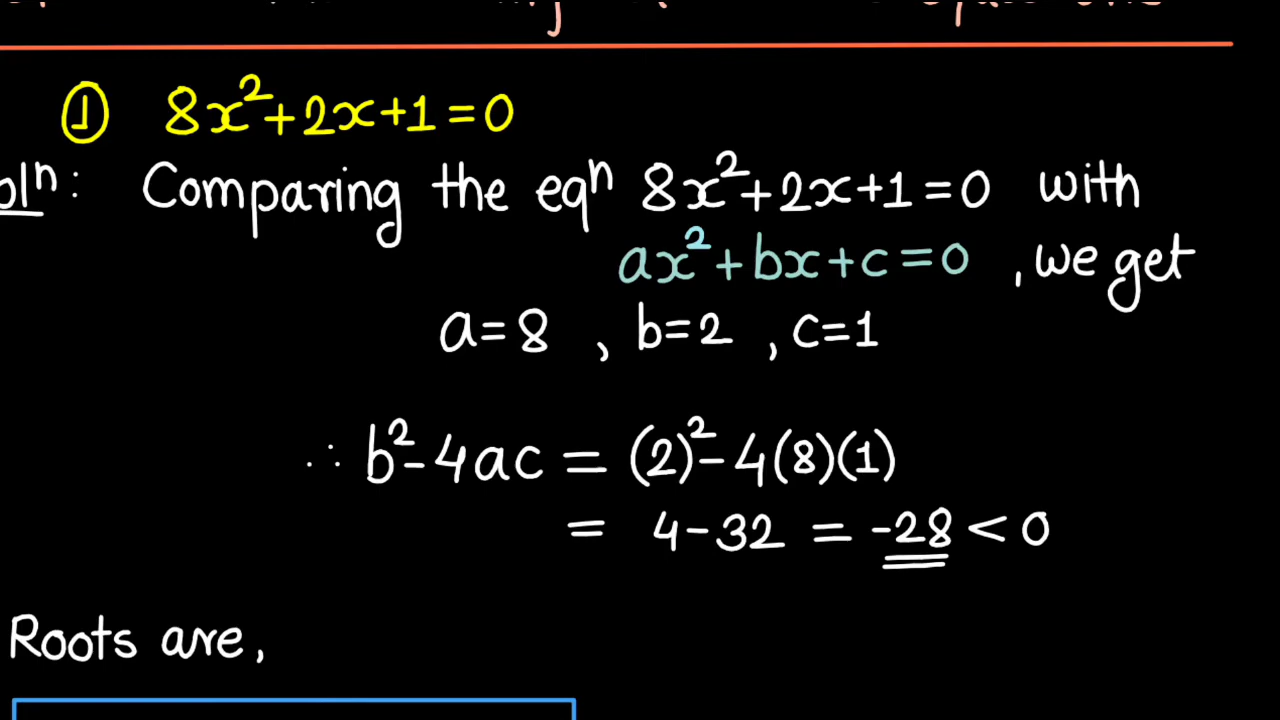 ① 8x²+2x+1=0
olⁿ: Comparing the eqⁿ 8x²+2x+1=0 with
ax²+bx+c=0 , we get
a=8 , b=2 , c=1
∴ b²-4ac = (2)²-4(8)(1)
= 4-32 = -28 < 0
Roots are,